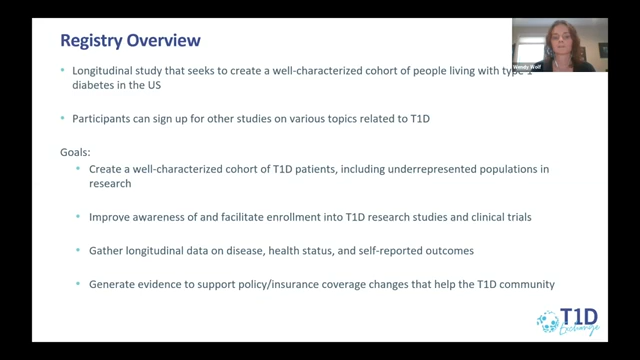 Registry Overview
Wendy Wolf
• Longitudinal study that seeks to create a well-characterized cohort of people living with type 1
diabetes in the US
• Participants can sign up for other studies on various topics related to T1D
Goals:
• Create a well-characterized cohort of T1D patients, including underrepresented populations in
research
• Improve awareness of and facilitate enrollment into T1D research studies and clinical trials
• Gather longitudinal data on disease, health status, and self-reported outcomes
• Generate evidence to support policy/insurance coverage changes that help the T1D community
T1D
Exchange